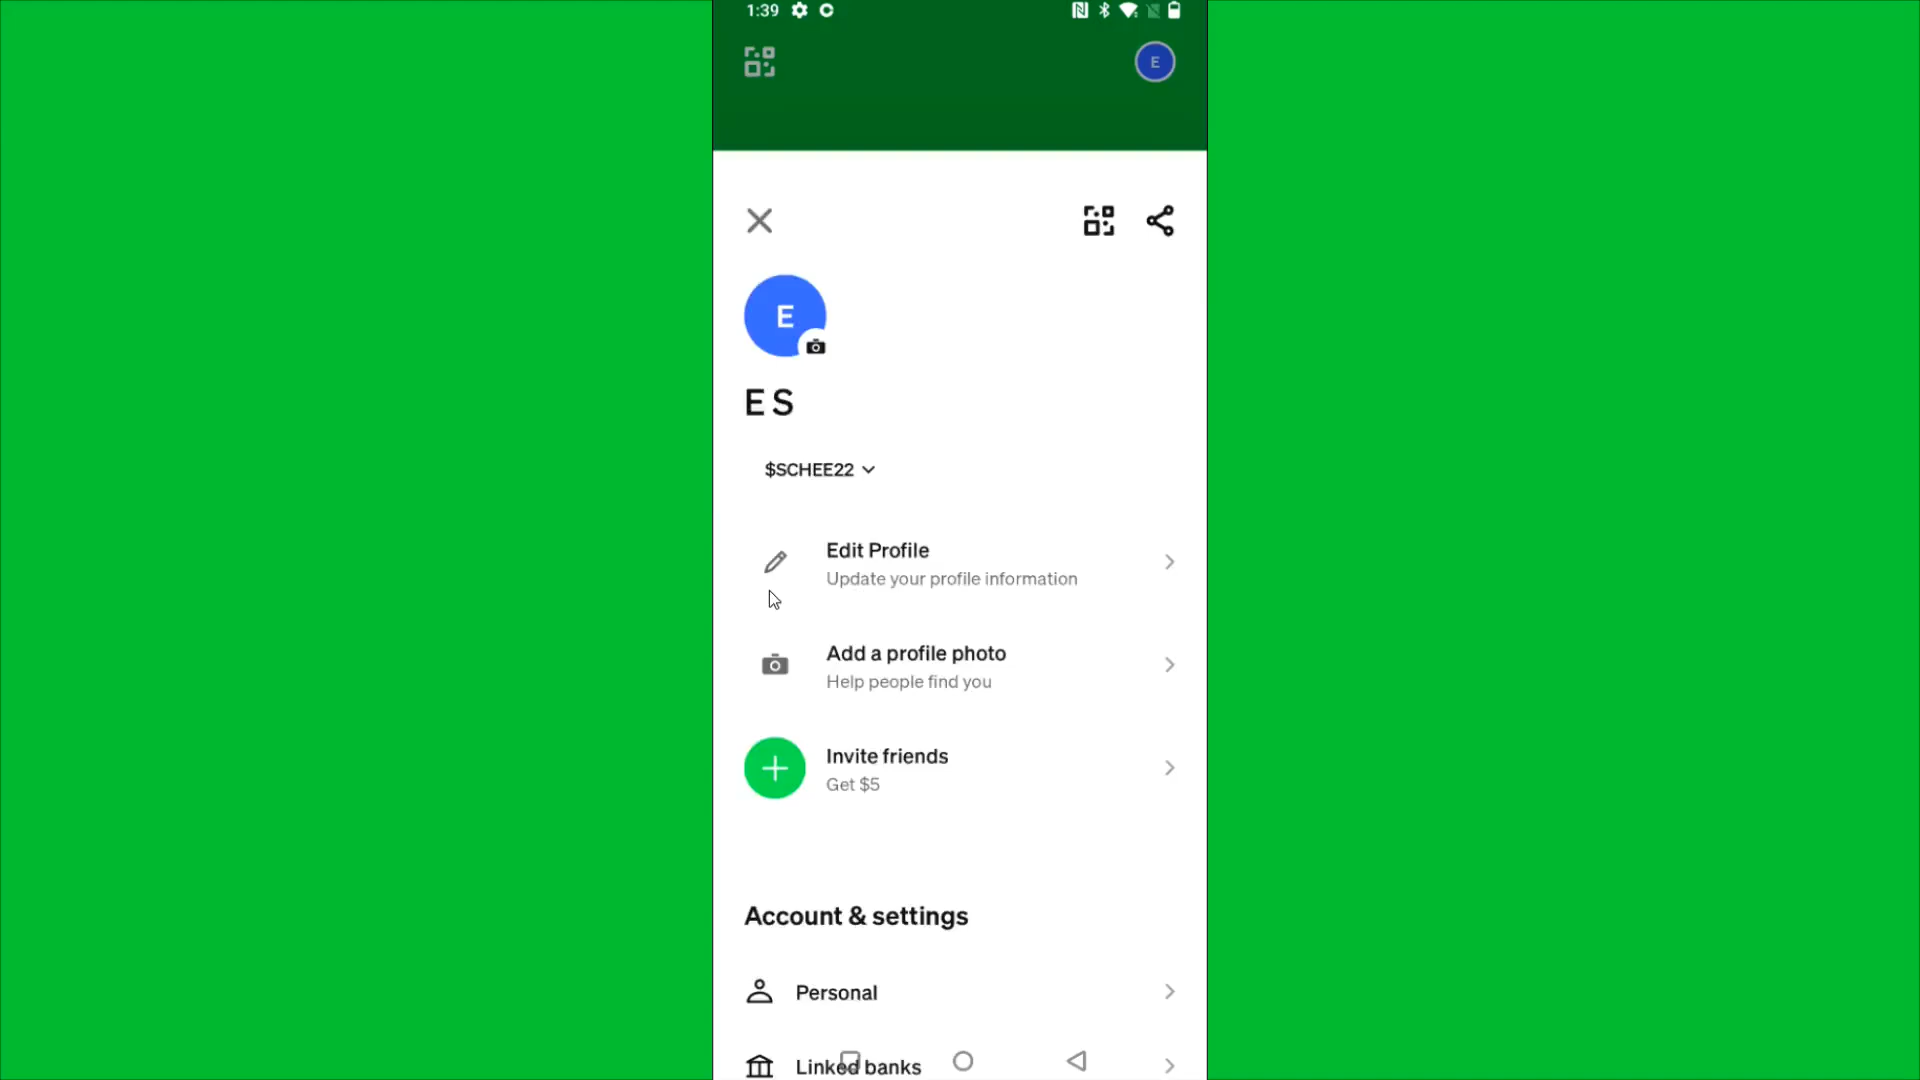 1:39
E
E
E S
$SCHEE22
Edit Profile
Update your profile information
Add a profile photo
Help people find you
Invite friends
Get $5
Account & settings
Personal
Linked banks